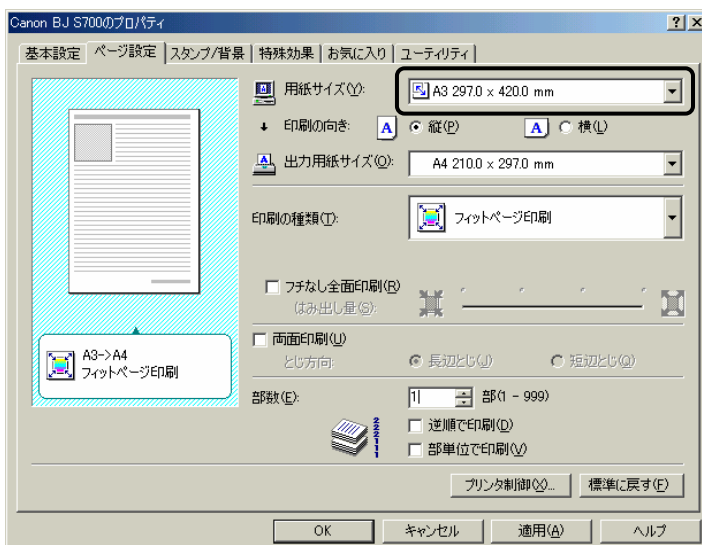 Canon BJ S700のプロパティ
基本設定 ページ設定 スタンプ/背景 特殊効果 お気に入り ユーティリティ
用紙サイズ(Y): A3 297.0 x 420.0 mm
印刷の向き: A 縦(P) A 横(L)
出力用紙サイズ(O): A4 210.0 x 297.0 mm
印刷の種類(T): フィットページ印刷
フチなし全面印刷(R)
(はみ出し量(S):
両面印刷(U)
とじ方向: 長辺とじ(J) 短辺とじ(Q)
A3->A4
フィットページ印刷
部数(E): 1 部(1 - 999)
逆順で印刷(D)
部単位で印刷(V)
プリンタ制御(X)... 標準に戻す(F)
OK キャンセル 適用(A) ヘルプ